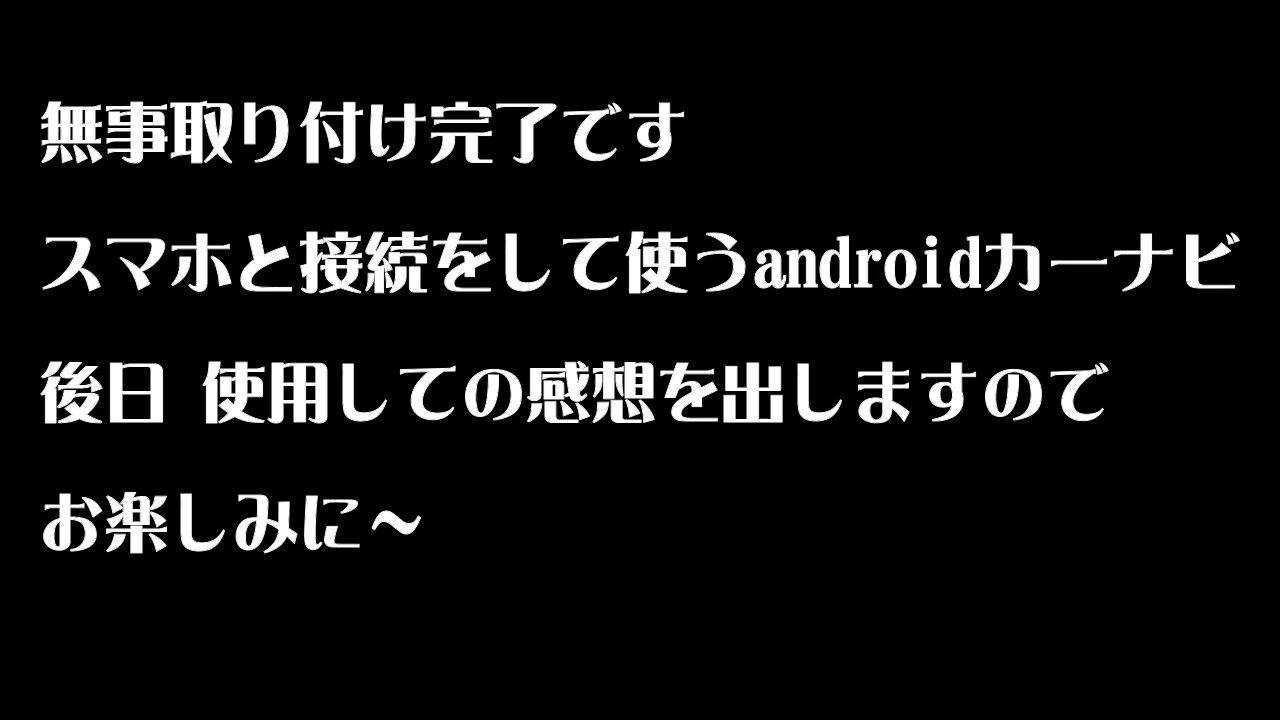 無事取り付け完了です
スマホと接続をして使うandroidカーナビ
後日 使用しての感想を出しますので
お楽しみに～